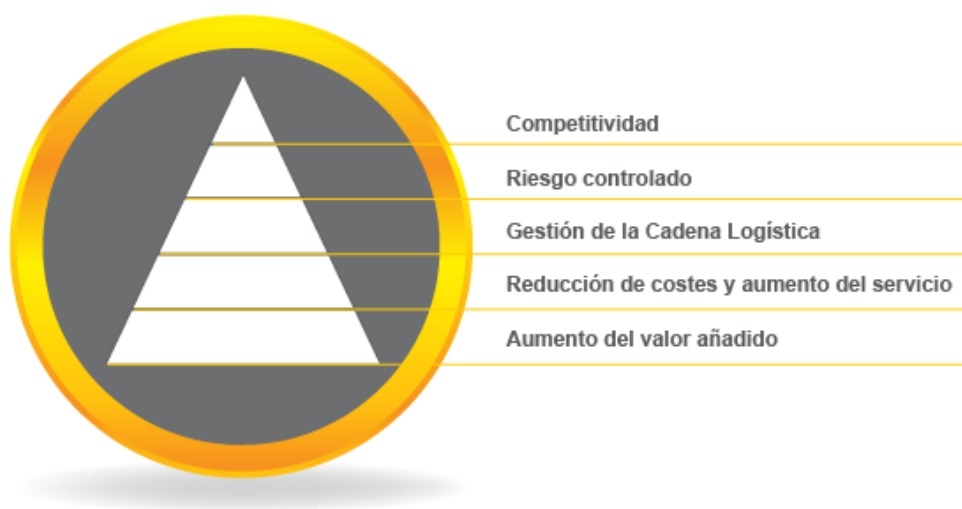 Competitividad
Riesgo controlado
Gestión de la Cadena Logística
Reducción de costes y aumento del servicio
Aumento del valor añadido